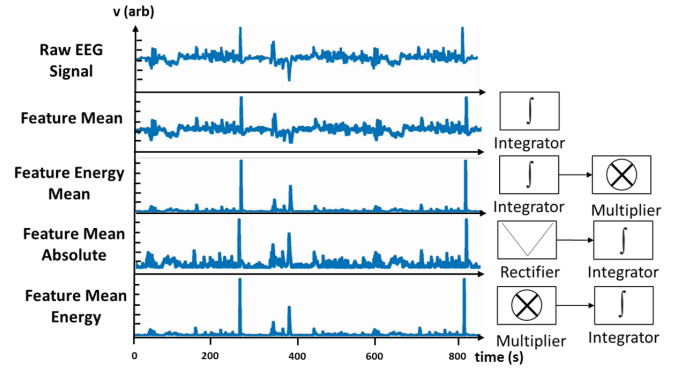 v (arb)
Raw EEG
Signal
Feature Mean
∫
Integrator
Feature Energy
Mean
∫
Integrator
Multiplier
Feature Mean
Absolute
Rectifier
∫
Integrator
Feature Mean
Energy
Multiplier
∫
Integrator
0 200 400 600 800 time (s)